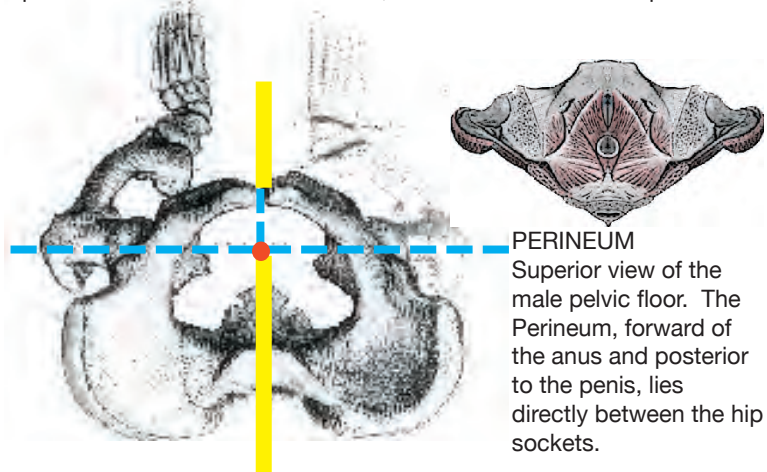 PERINEUM
Superior view of the
male pelvic floor. The
Perineum, forward of
the anus and posterior
to the penis, lies
directly between the hip
sockets.